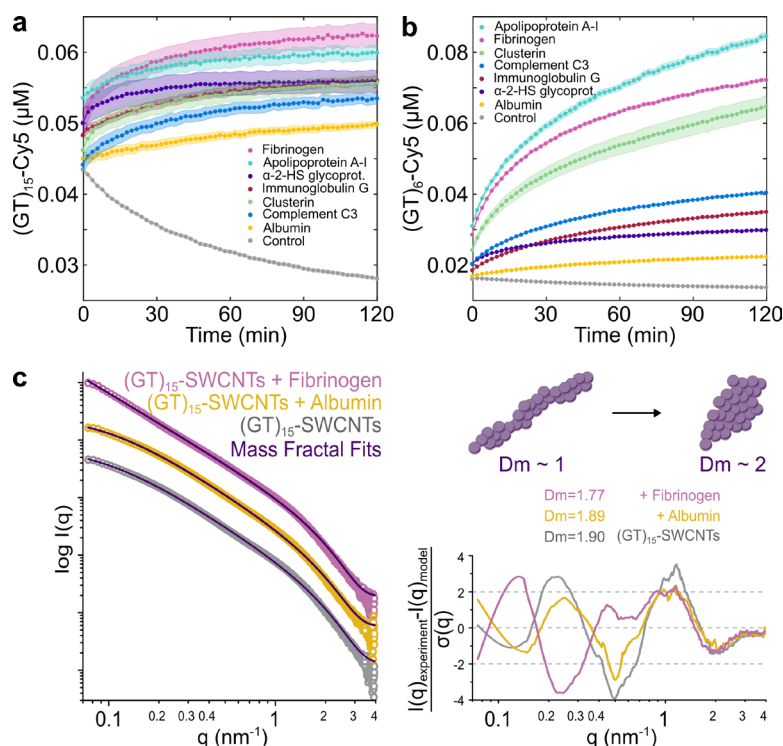 a
(GT)15-Cy5 (µM)
0.06
0.05
0.04
0.03
Fibrinogen
Apolipoprotein A-I
α-2-HS glycoprot.
Immunoglobulin G
Clusterin
Complement C3
Albumin
Control
0 30 60 90 120
Time (min)
b
(GT)6-Cy5 (µM)
0.08
0.06
0.04
0.02
Apolipoprotein A-I
Fibrinogen
Clusterin
Complement C3
Immunoglobulin G
α-2-HS glycoprot.
Albumin
Control
0 30 60 90 120
Time (min)
c
log I(q)
(GT)15-SWCNTs + Fibrinogen
(GT)15-SWCNTs + Albumin
(GT)15-SWCNTs
Mass Fractal Fits
0.1 0.2 0.3 0.4 1 2 3 4
q (nm-1)
Dm ~ 1
Dm ~ 2
Dm=1.77 + Fibrinogen
Dm=1.89 + Albumin
Dm=1.90 (GT)15-SWCNTs
I(q)experiment-I(q)model
σ(q)
4
2
0
-2
-4
0.1 0.2 0.3 0.4 1 2 3 4
q (nm-1)